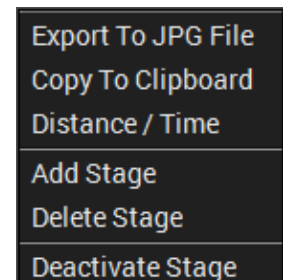 Export To JPG File
Copy To Clipboard
Distance / Time
Add Stage
Delete Stage
Deactivate Stage